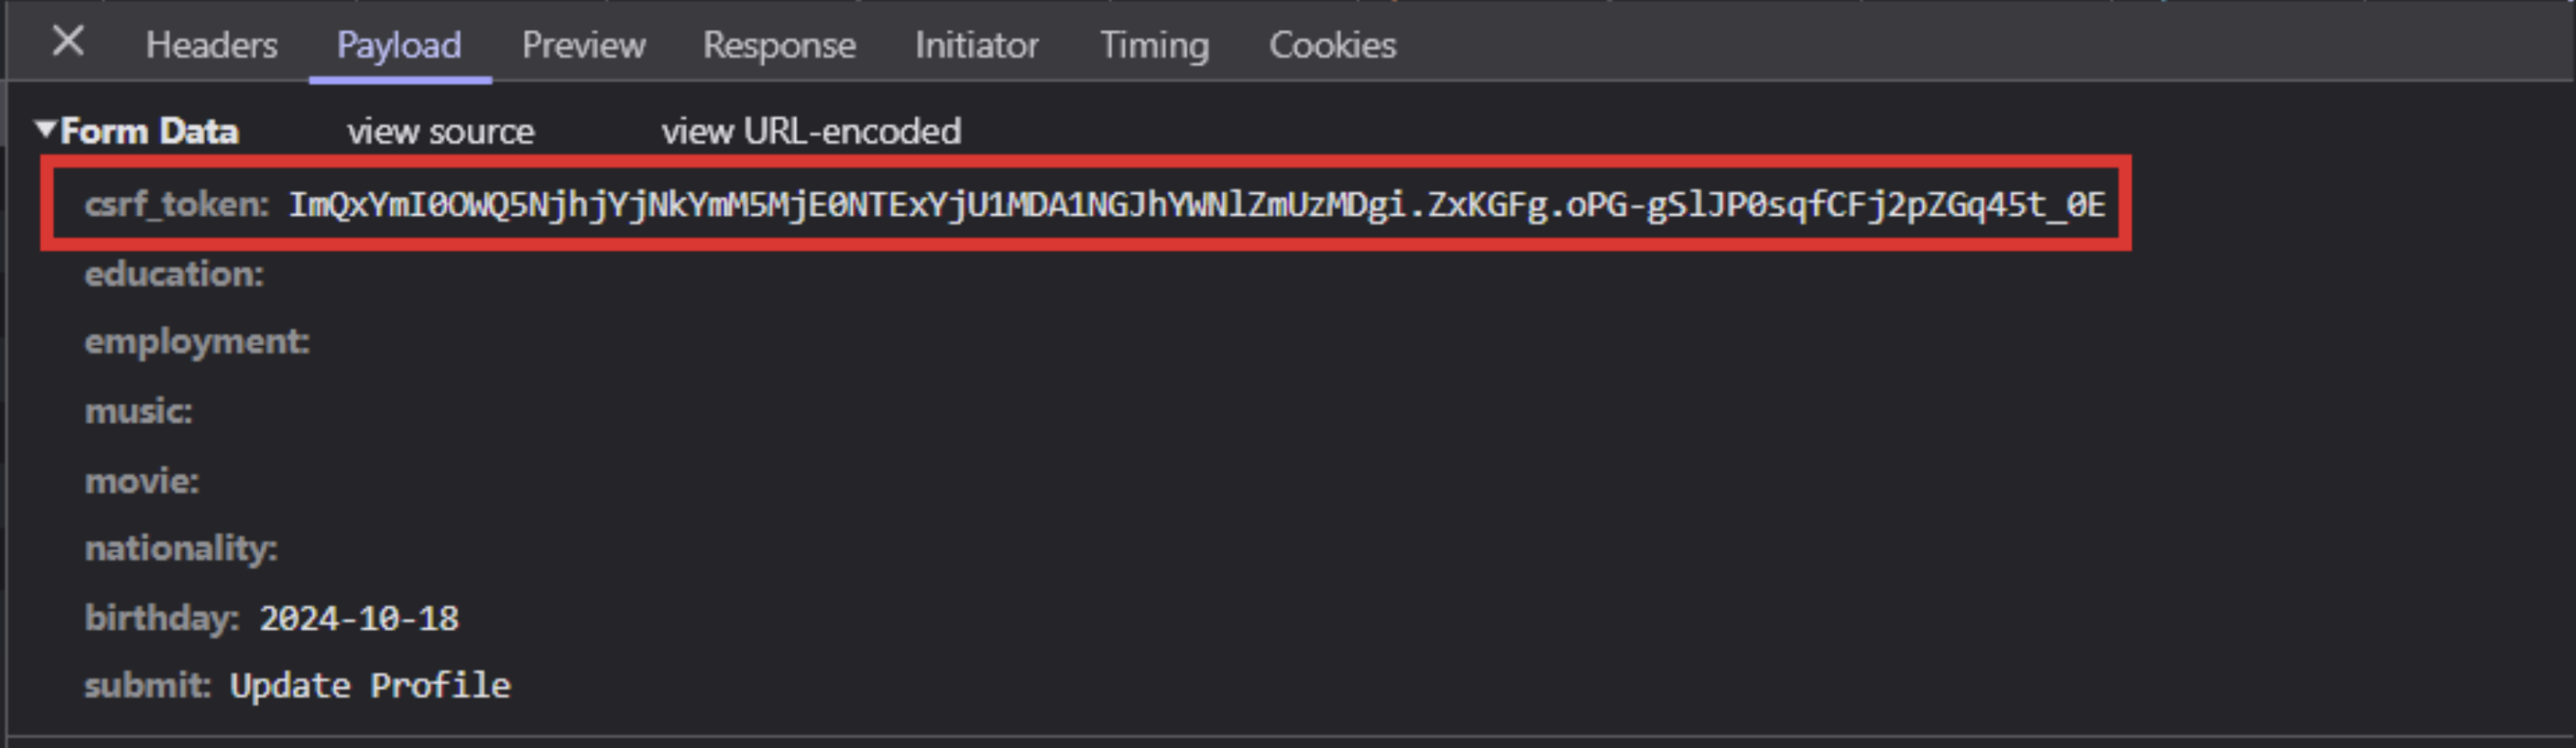 Headers Payload Preview Response Initiator Timing Cookies
Form Data view source view URL-encoded
csrf_token: ImQxYmI0OWQ5NjhjYjNkYmM5MjE0NTExYjU1MDA1NGJhYWNlZmUzMDgi.ZxKGFg.oPG-gSlJP0sqfCFj2pZGq45t_0E
education:
employment:
music:
movie:
nationality:
birthday: 2024-10-18
submit: Update Profile